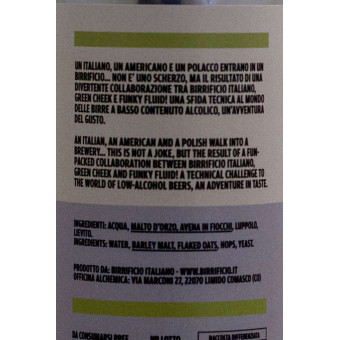 UN ITALIANO, UN AMERICANO E UN POLACCO ENTRANO IN UN
BIRRIFICIO... NON E' UNO SCHERZO, MA IL RISULTATO DI UNA
DIVERTENTE COLLABORAZIONE TRA BIRRIFICIO ITALIANO,
GREEN CHEEK E FUNKY FLUID! UNA SFIDA TECNICA AL MONDO
DELLE BIRRE A BASSO CONTENUTO ALCOLICO, UN'AVVENTURA
DEL GUSTO.
AN ITALIAN, AN AMERICAN AND A POLISH WALK INTO A
BREWERY... THIS IS NOT A JOKE, BUT THE RESULT OF A FUN-
PACKED COLLABORATION BETWEEN BIRRIFICIO ITALIANO,
GREEN CHEEK AND FUNKY FLUID! A TECHNICAL CHALLENGE TO
THE WORLD OF LOW-ALCOHOL BEERS, AN ADVENTURE IN TASTE.
INGREDIENTI: ACQUA, MALTO D'ORZO, AVENA IN FIOCCHI, LUPPOLO,
LIEVITO.
INGREDIENTS: WATER, BARLEY MALT, FLAKED OATS, HOPS, YEAST.
PRODOTTO DA: BIRRIFICIO ITALIANO - WWW.BIRRIFICIO.IT
OFFICINA ALCHEMICA: VIA MARCONI 27, 22070 LIMIDO COMASCO (CO)
DA CONSUMARSI PREF.
RACCOLTA DIFFERENZIATA